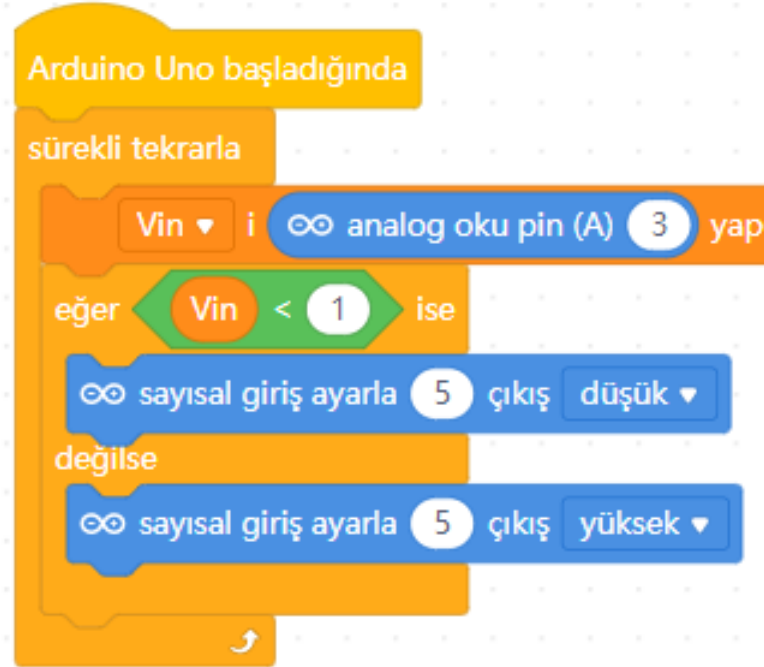 Arduino Uno başladığında
sürekli tekrarla
Vin i analog oku pin (A) 3 yap
eğer Vin < 1 ise
sayısal giriş ayarla 5 çıkış düşük
değilse
sayısal giriş ayarla 5 çıkış yüksek